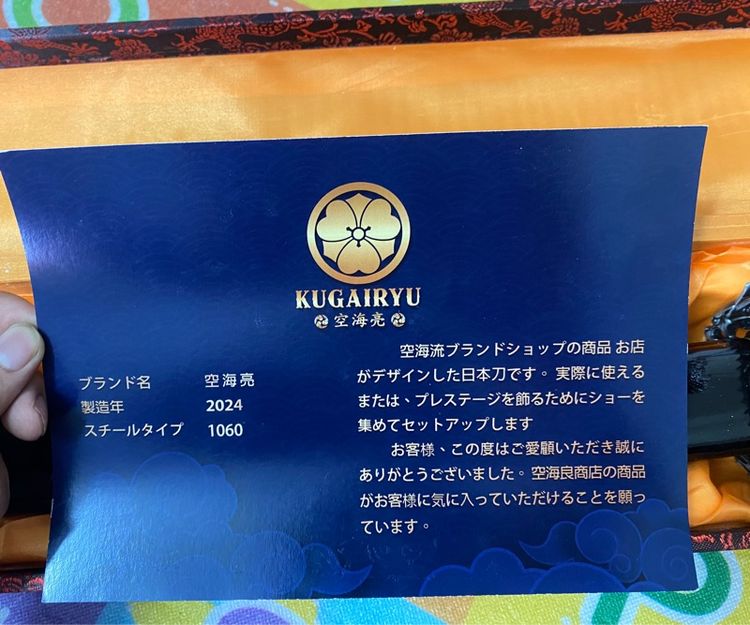 KUGAIRYU
空海亮
ブランド名 空海亮
製造年 2024
スチールタイプ 1060
空海流ブランドショップの商品 お店
がデザインした日本刀です。実際に使える
または、プレステージを飾るためにショーを
集めてセットアップします
お客様、この度はご愛顧いただき誠に
ありがとうございました。空海良商店の商品
がお客様に気に入っていただけることを願っ
ています。